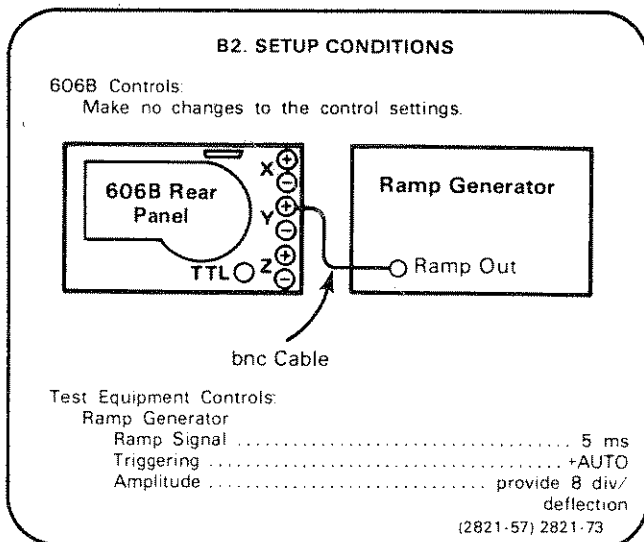 B2. SETUP CONDITIONS
606B Controls:
Make no changes to the control settings.
606B Rear
Panel
X + −
Y + −
TTL Z + −
Ramp Generator
Ramp Out
bnc Cable
Test Equipment Controls:
Ramp Generator
Ramp Signal .................................... 5 ms
Triggering ...................................... +AUTO
Amplitude ............................ provide 8 div/
deflection
(2821-57) 2821-73